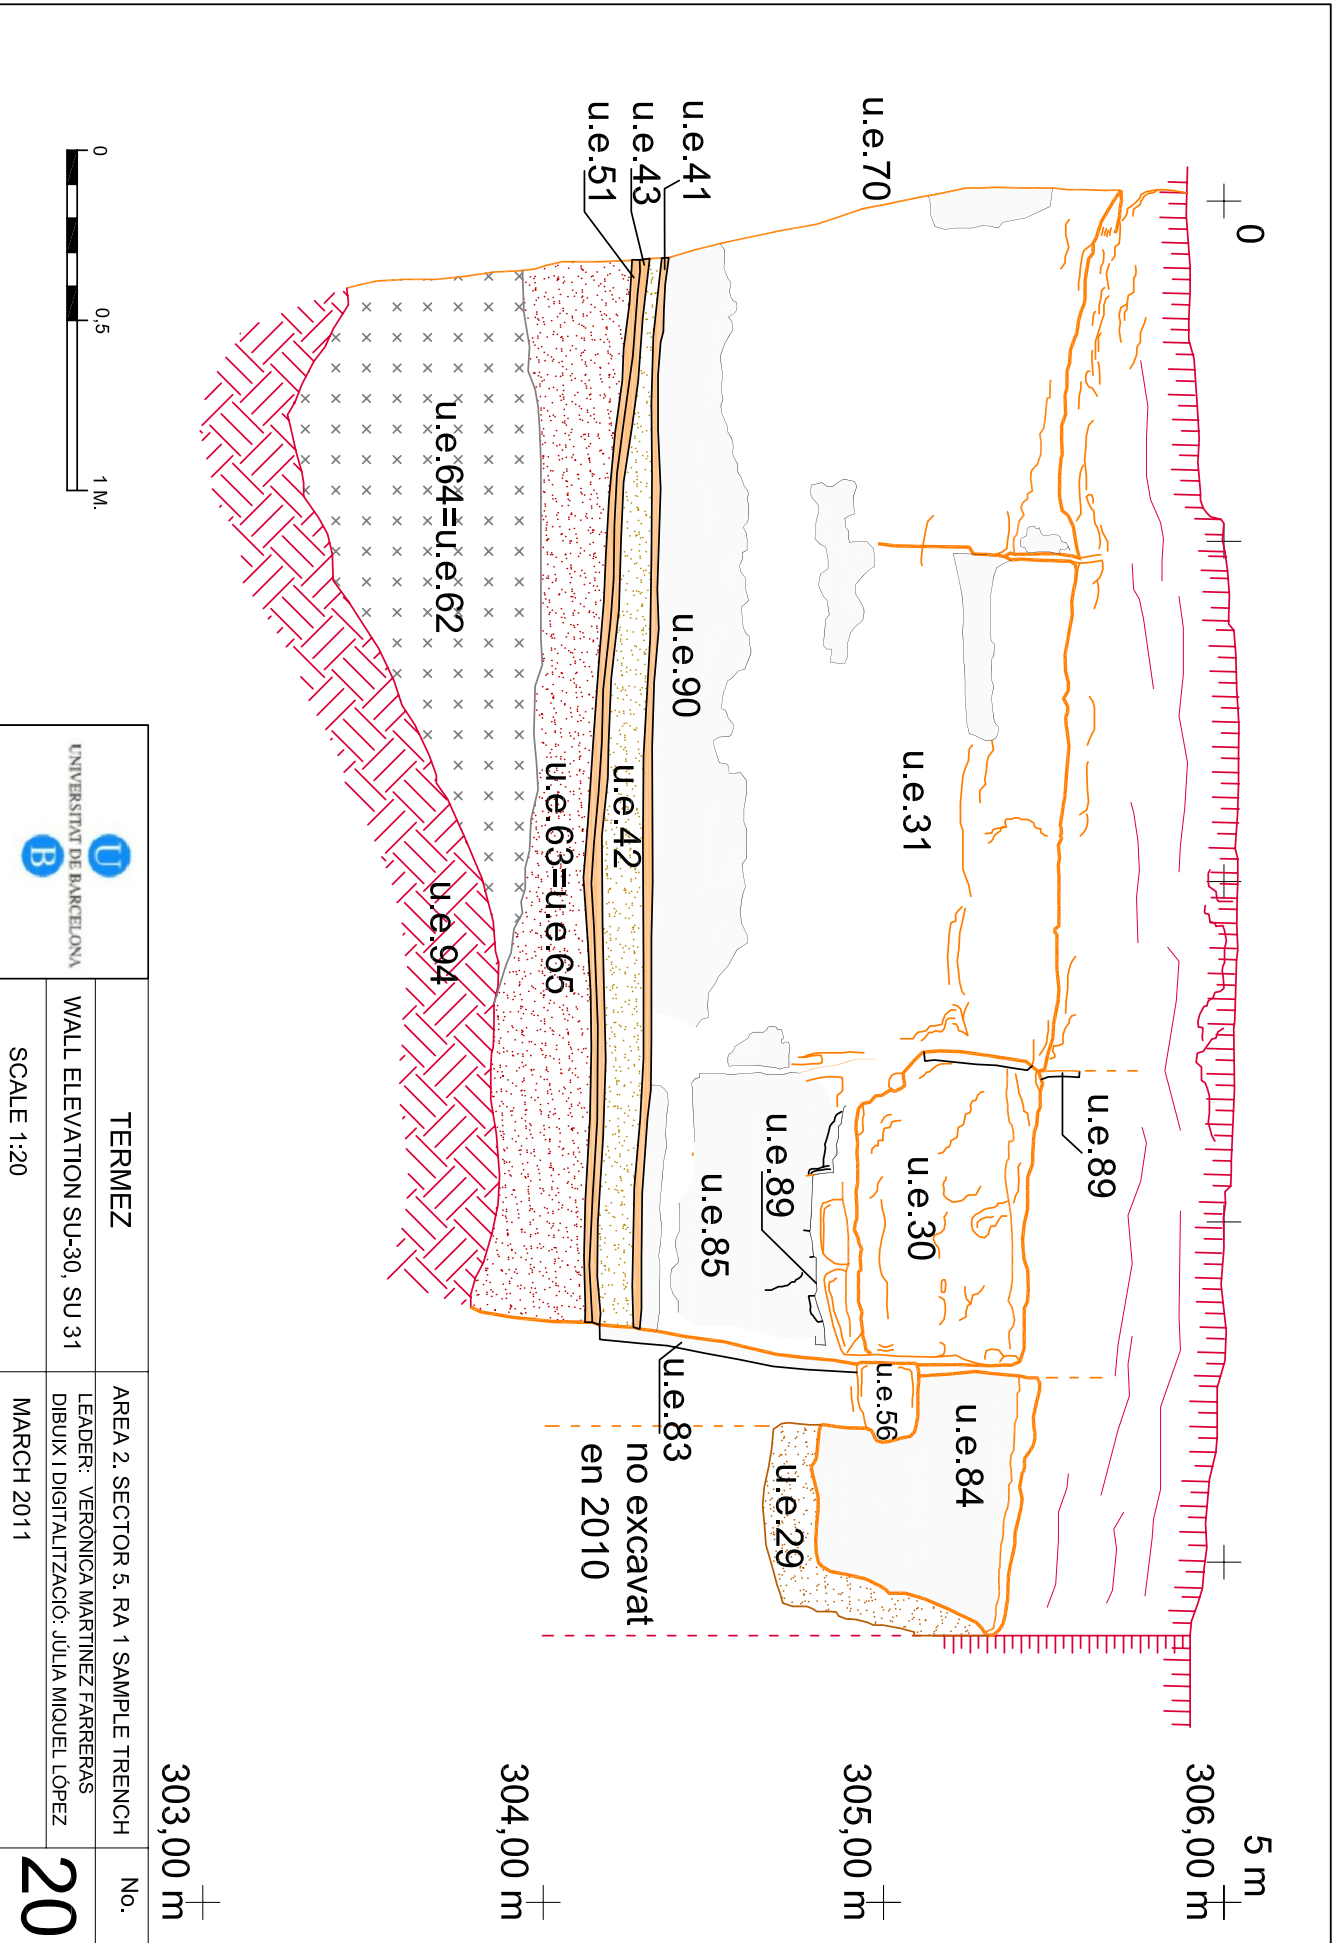 0
5 m
306,00 m
305,00 m
304,00 m
303,00 m
u.e.70
u.e.41
u.e.43
u.e.51
u.e.89
u.e.31
u.e.30
u.e.84
u.e.56
u.e.89
u.e.29
u.e.90
u.e.85
u.e.83
u.e.42
no excavat
en 2010
u.e.63=u.e.65
u.e.64=u.e.62
u.e.94
0
0,5
1M.
UNIVERSITAT DE BARCELONA
U
B
TERMEZ
WALL ELEVATION SU-30, SU 31
SCALE 1:20
AREA 2. SECTOR 5. RA 1 SAMPLE TRENCH
LEADER: VERÒNICA MARTINEZ FARRERAS
DIBUIX I DIGITALITZACIÓ: JÚLIA MIQUEL LÓPEZ
MARCH 2011
No.
20